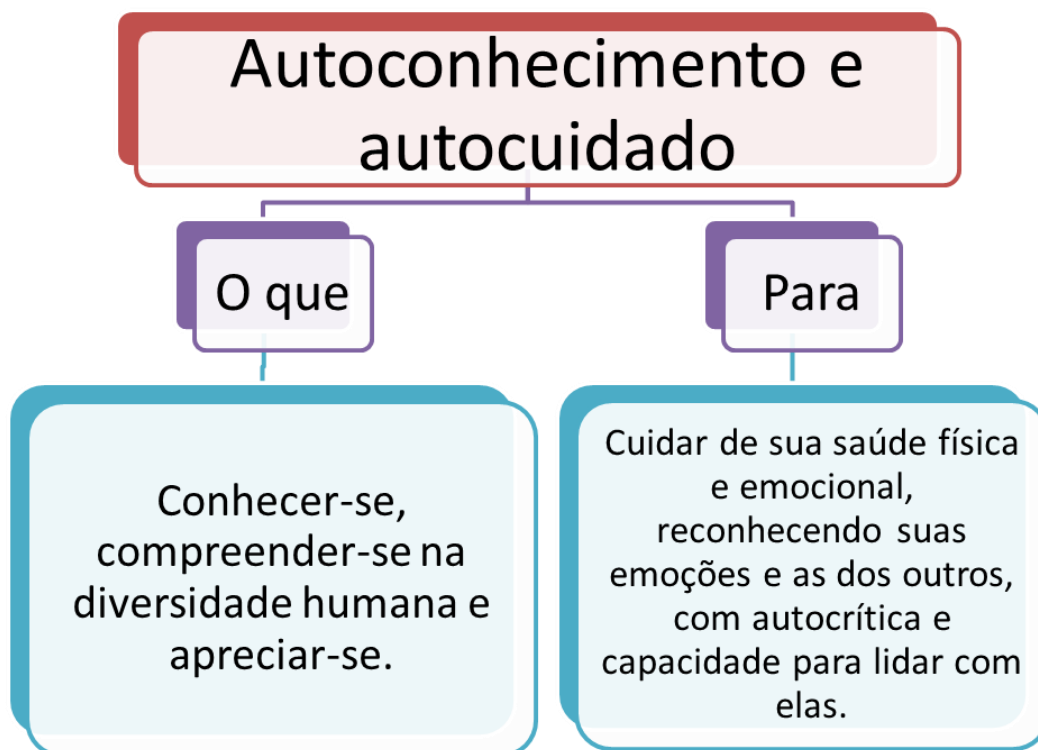 Autoconhecimento e
autocuidado
O que
Para
Conhecer-se,
compreender-se na
diversidade humana e
apreciar-se.
Cuidar de sua saúde física
e emocional,
reconhecendo suas
emoções e as dos outros,
com autocrítica e
capacidade para lidar com
elas.